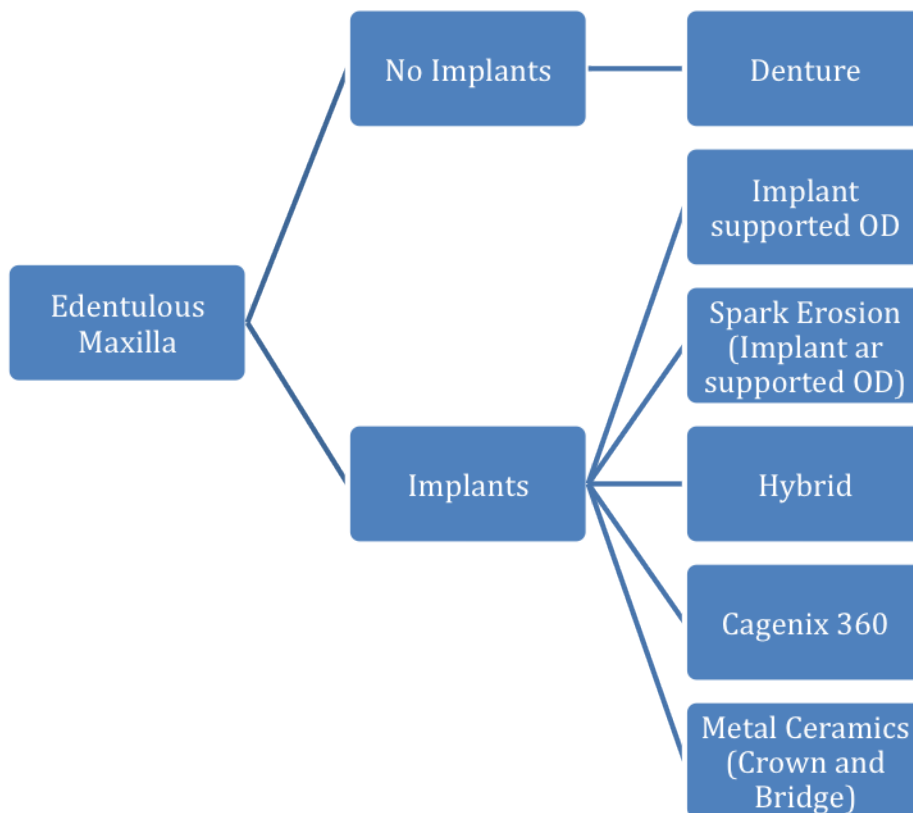 No Implants
Denture
Implant
supported OD
Edentulous
Maxilla
Spark Erosion
(Implant ar
supported OD)
Implants
Hybrid
Cagenix 360
Metal Ceramics
(Crown and
Bridge)